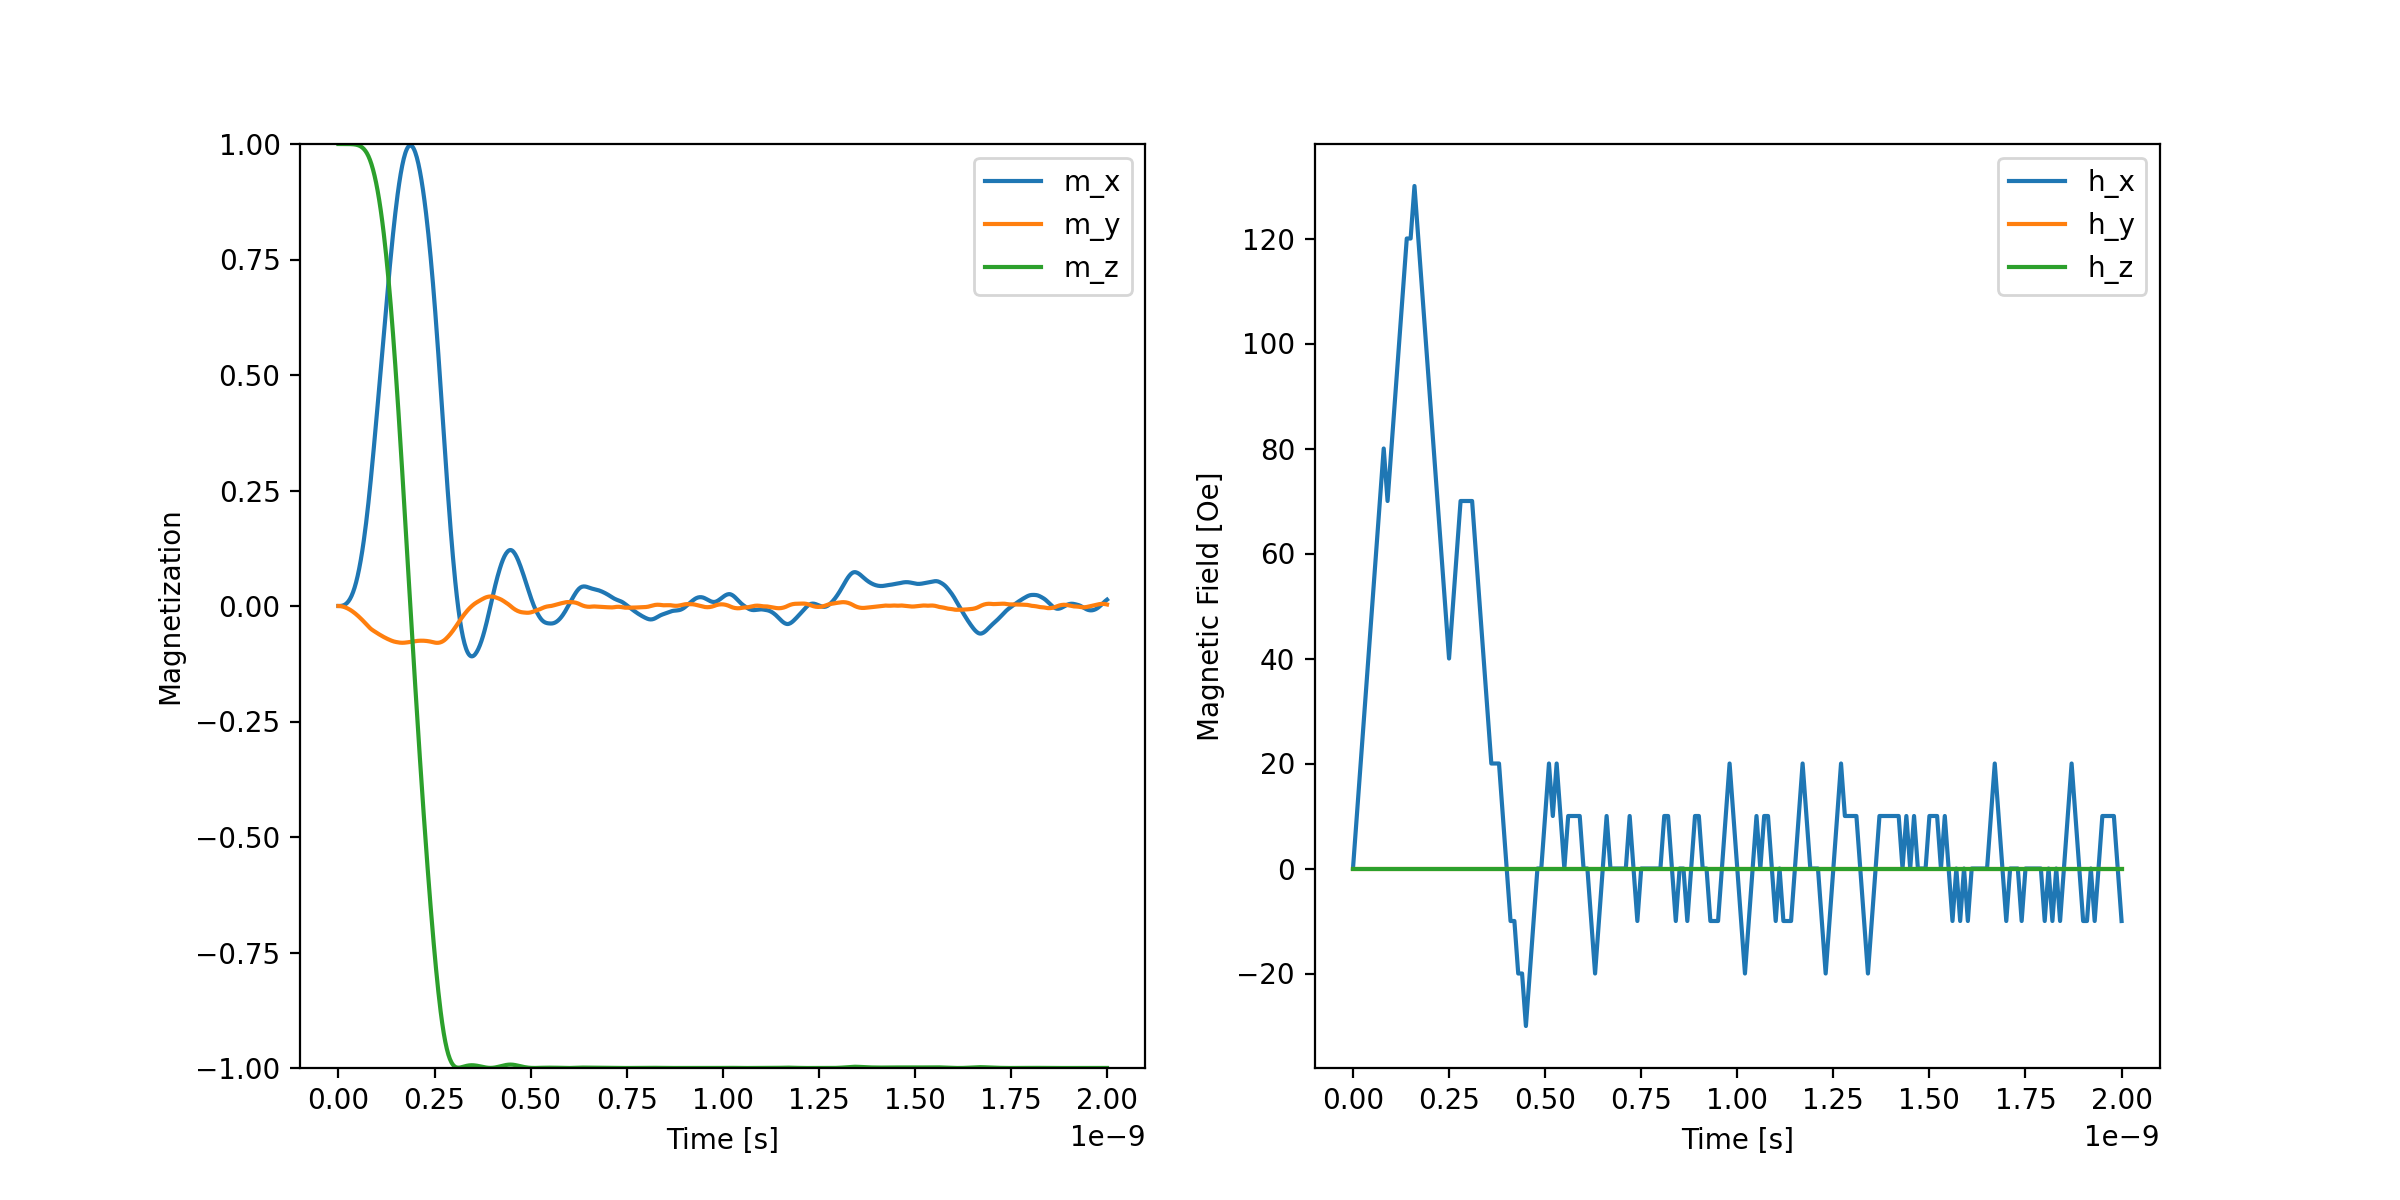 1.00
0.75
0.50
0.25
0.00
−0.25
−0.50
−0.75
−1.00
Magnetization
m_x
m_y
m_z
0.00 0.25 0.50 0.75 1.00 1.25 1.50 1.75 2.00
Time [s]
1e−9
120
100
80
60
40
20
0
−20
Magnetic Field [Oe]
h_x
h_y
h_z
0.00 0.25 0.50 0.75 1.00 1.25 1.50 1.75 2.00
Time [s]
1e−9